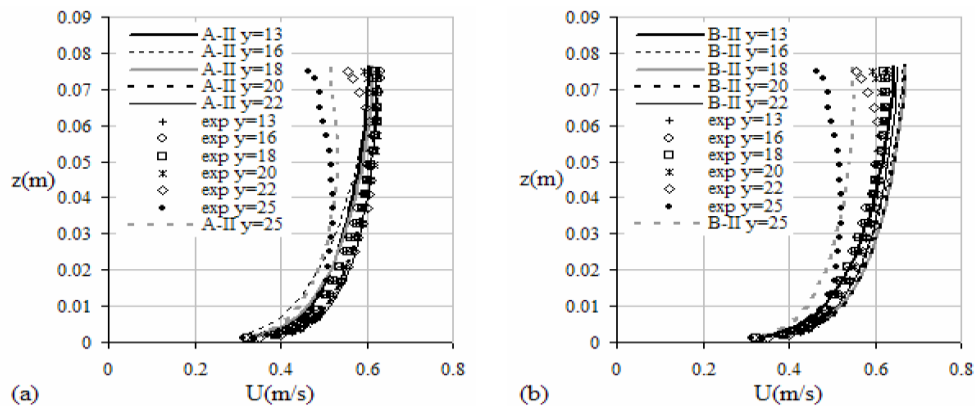 0.09
0.08
0.07
0.06
0.05
z(m)
0.04
0.03
0.02
0.01
0
A-II y=13
A-II y=16
A-II y=18
A-II y=20
A-II y=22
exp y=13
exp y=16
exp y=18
exp y=20
exp y=22
exp y=25
A-II y=25
0 0.2 0.4 0.6 0.8
(a) U(m/s)
0.09
0.08
0.07
0.06
0.05
z(m)
0.04
0.03
0.02
0.01
0
B-II y=13
B-II y=16
B-II y=18
B-II y=20
B-II y=22
exp y=13
exp y=16
exp y=18
exp y=20
exp y=22
exp y=25
B-II y=25
0 0.2 0.4 0.6 0.8
(b) U(m/s)